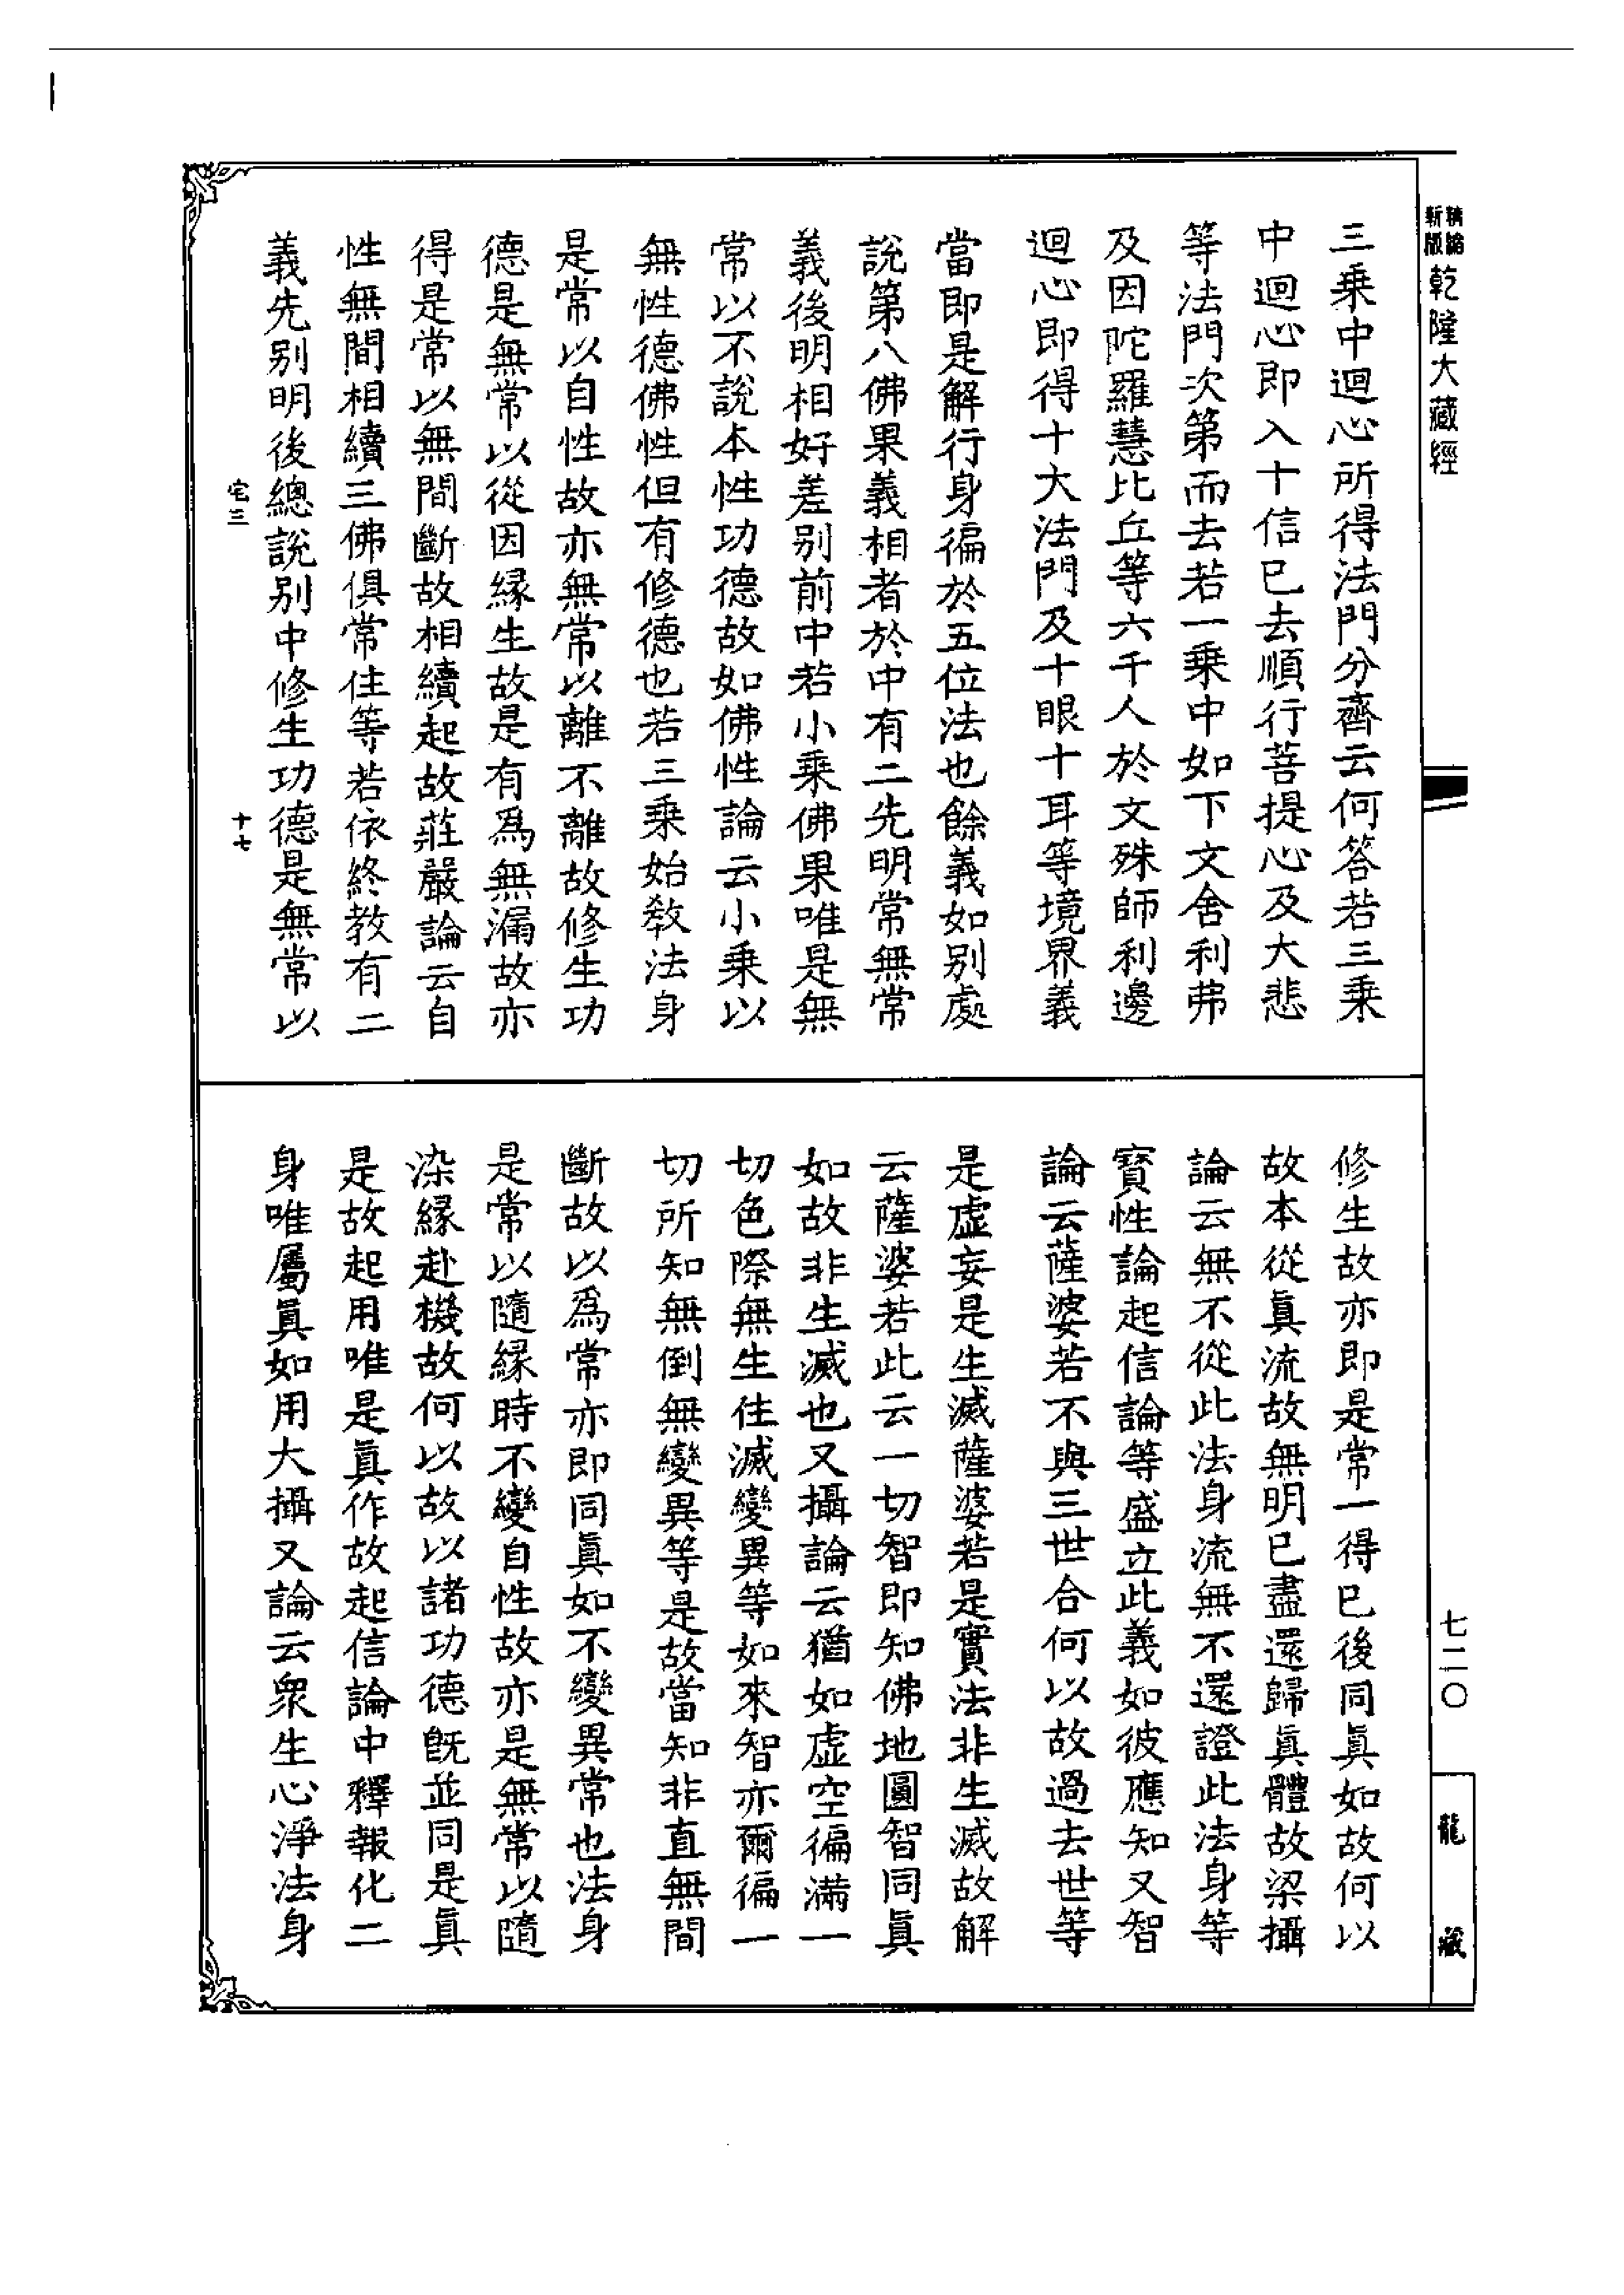 精縮
新版
乾隆大藏經
三乘中迴心所得法門分齊云何答若三乘
中迴心即入十信已去順行菩提心及大悲
等法門次第而去若一乘中如下文舍利弗
及因陀羅慧比丘等六千人於文殊師利邊
迴心即得十大法門及十眼十耳等境界義
當即是解行身徧於五位法也餘義如別處
說第八佛果義相者於中有二先明常無常
義後明相好差別前中若小乘佛果唯是無
常以不說本性功德故如佛性論云小乘以
無性德佛性但有修德也若三乘始教法身
是常以自性故亦無常以離不離故修生功
德是無常以從因緣生故是有為無漏故亦
得是常以無間斷故相續起故莊嚴論云自
性無間相續三佛俱常住等若依終教有二
義先別明後總說別中修生功德是無常以
宅三
十七
修生故亦即是常一得已後同眞如故何以
故本從眞流故無明已盡還歸眞體故梁攝
論云無不從此法身流無不還證此法身等
寳性論起信論等盛立此義如彼應知又智
論云薩婆若不與三世合何以故過去世等
是虛妄是生滅薩婆若是實法非生滅故解
云薩婆若此云一切智即知佛地圓智同眞
如故非生滅也又攝論云猶如虛空徧滿一
切色際無生住滅變異等如來智亦爾徧一
切所知無倒無變異等是故當知非直無間
斷故以為常亦即同眞如不變異常也法身
是常以隨緣時不變自性故亦是無常以隨
染緣赴機故何以故以諸功德既並同是眞
是故起用唯是眞作故起信論中釋報化二
身唯屬眞如用大攝又論云衆生心淨法身
七二〇
龍藏